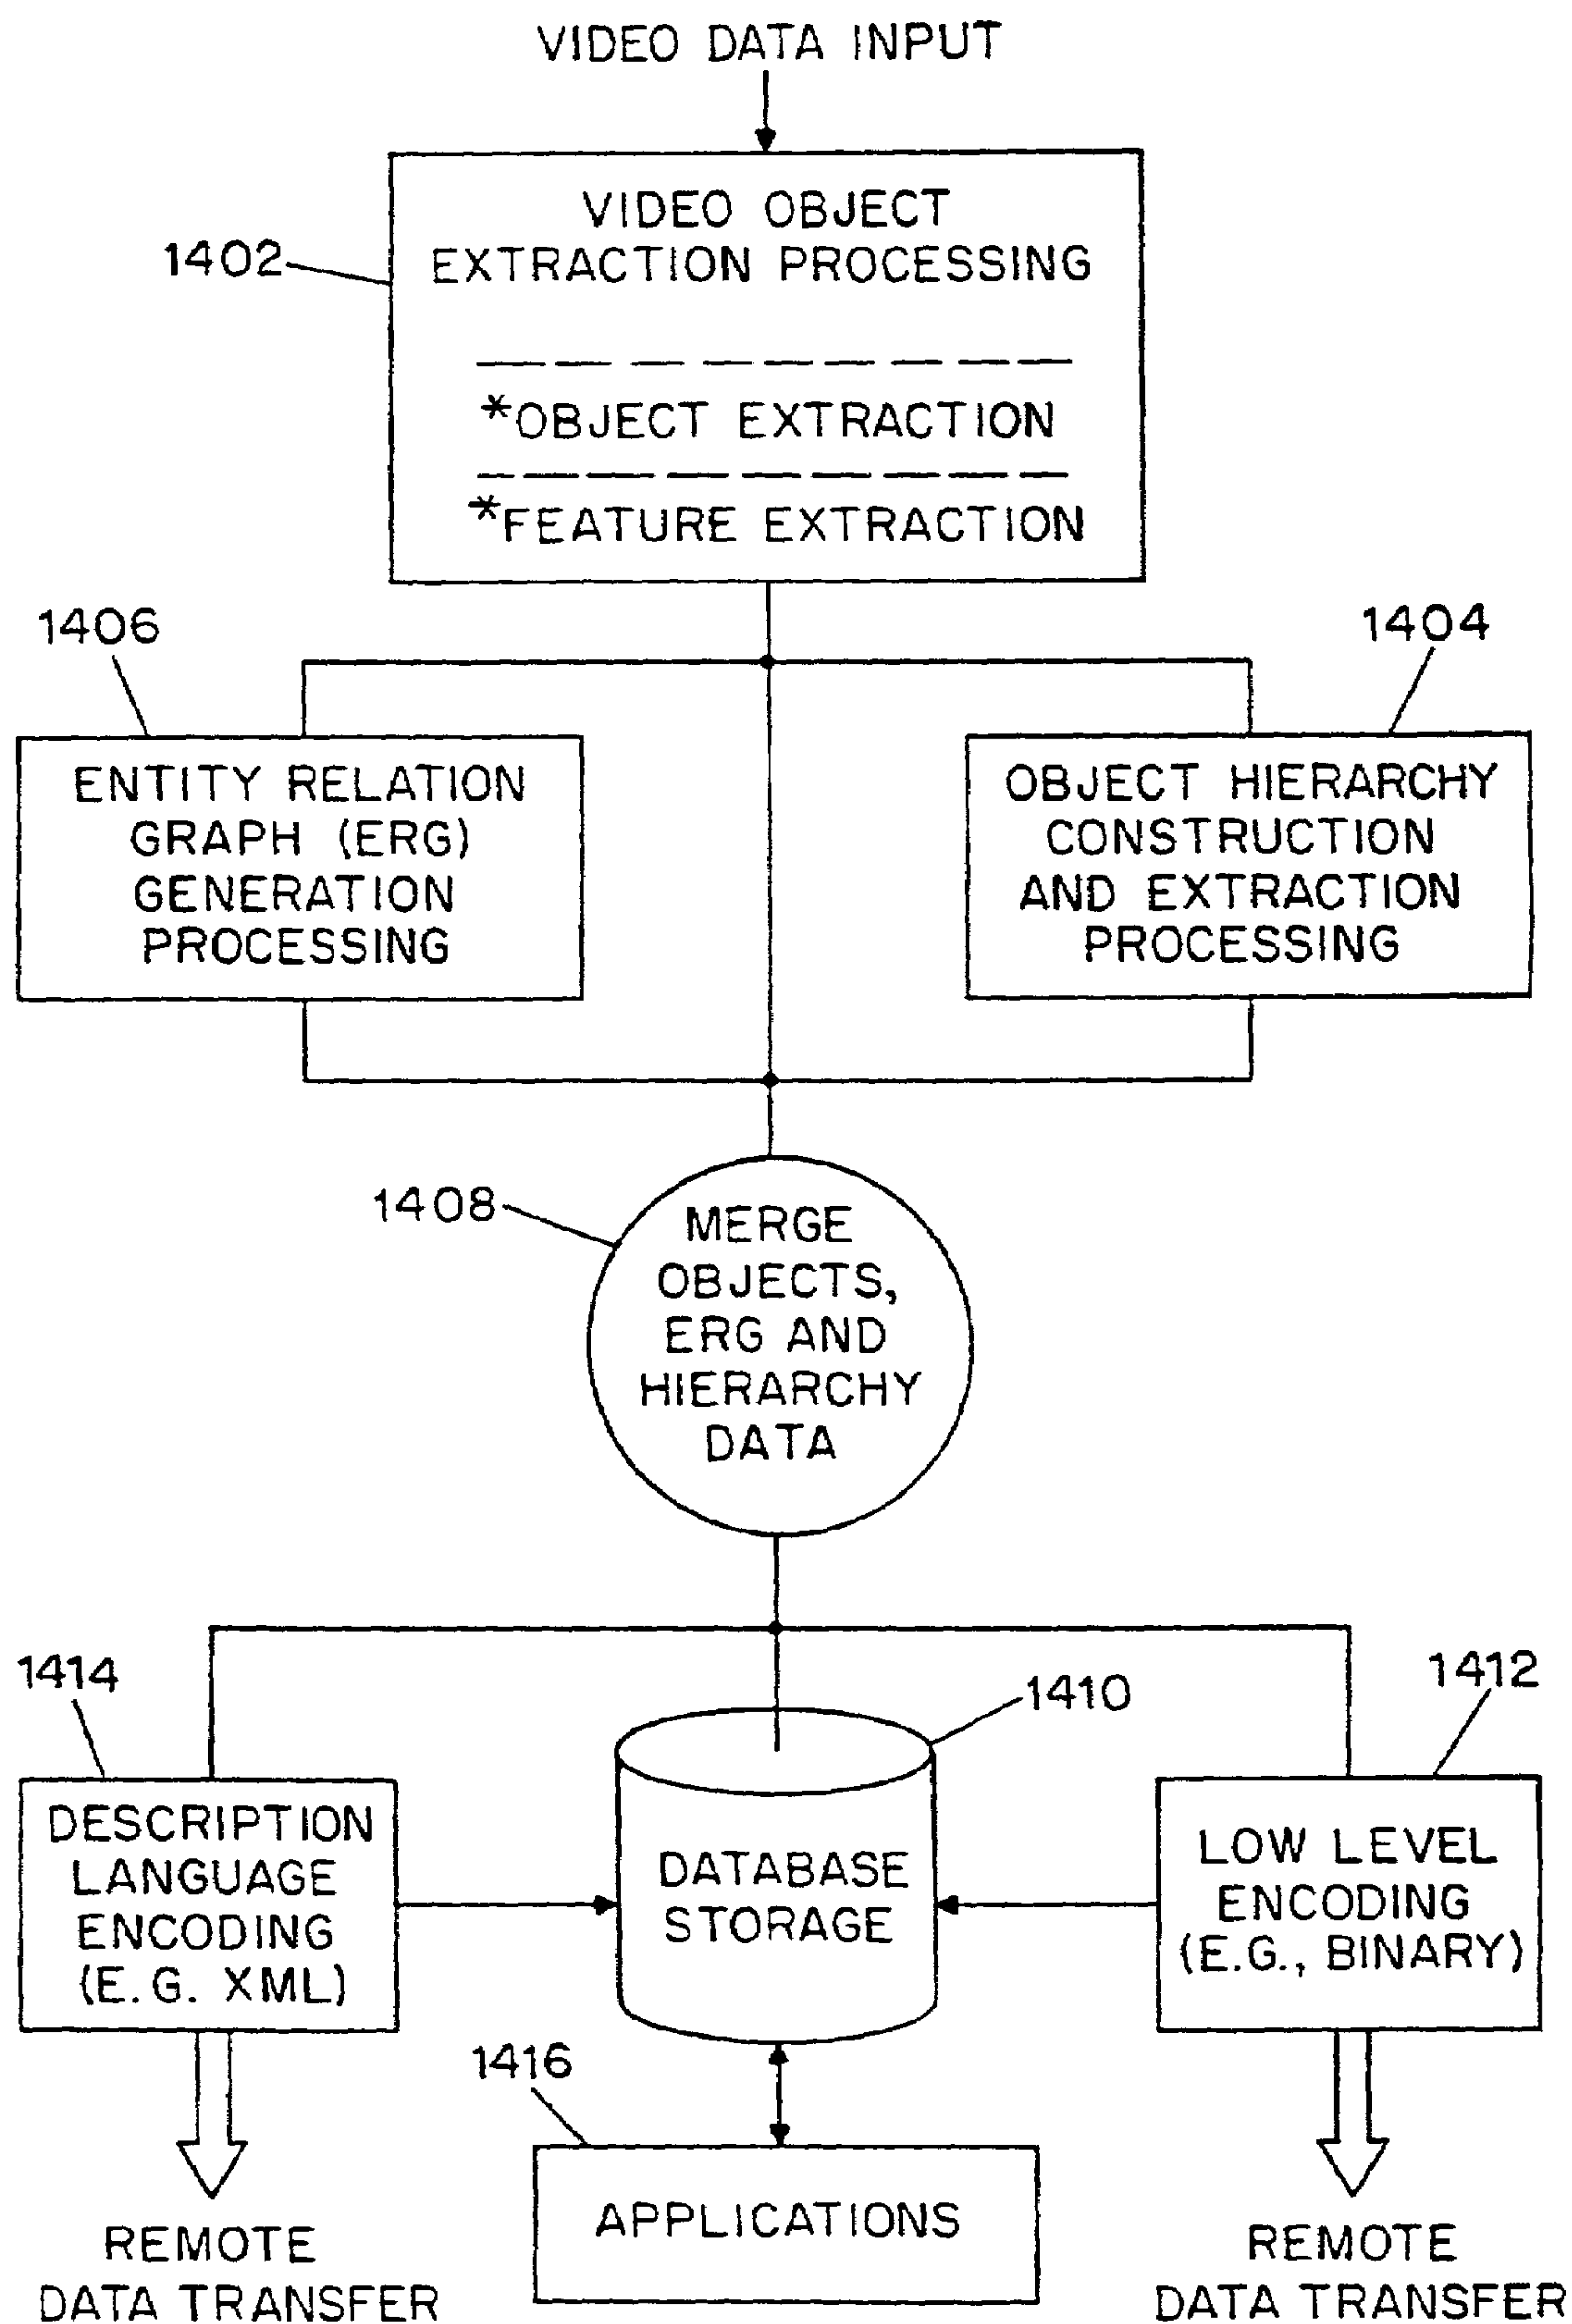 VIDEO DATA INPUT
VIDEO OBJECT
EXTRACTION PROCESSING
1402
*OBJECT EXTRACTION
*FEATURE EXTRACTION
1406
1404
ENTITY RELATION
GRAPH (ERG)
GENERATION
PROCESSING
OBJECT HIERARCHY
CONSTRUCTION
AND EXTRACTION
PROCESSING
1408
MERGE
OBJECTS,
ERG AND
HIERARCHY
DATA
1414
1410
1412
DESCRIPTION
LANGUAGE
ENCODING
(E.G. XML)
DATABASE
STORAGE
LOW LEVEL
ENCODING
(E.G., BINARY)
1416
APPLICATIONS
REMOTE
DATA TRANSFER
REMOTE
DATA TRANSFER